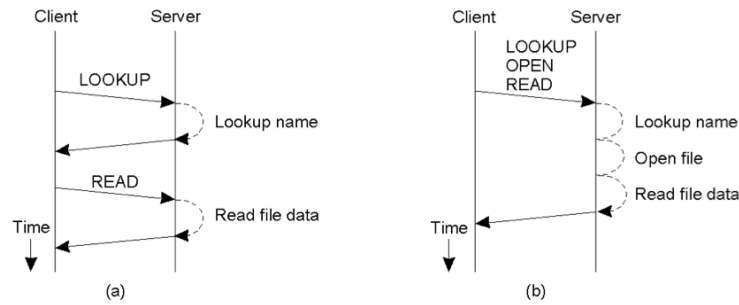 Client Server
LOOKUP
Lookup name
READ
Read file data
Time
(a)
Client Server
LOOKUP
OPEN
READ
Lookup name
Open file
Read file data
Time
(b)